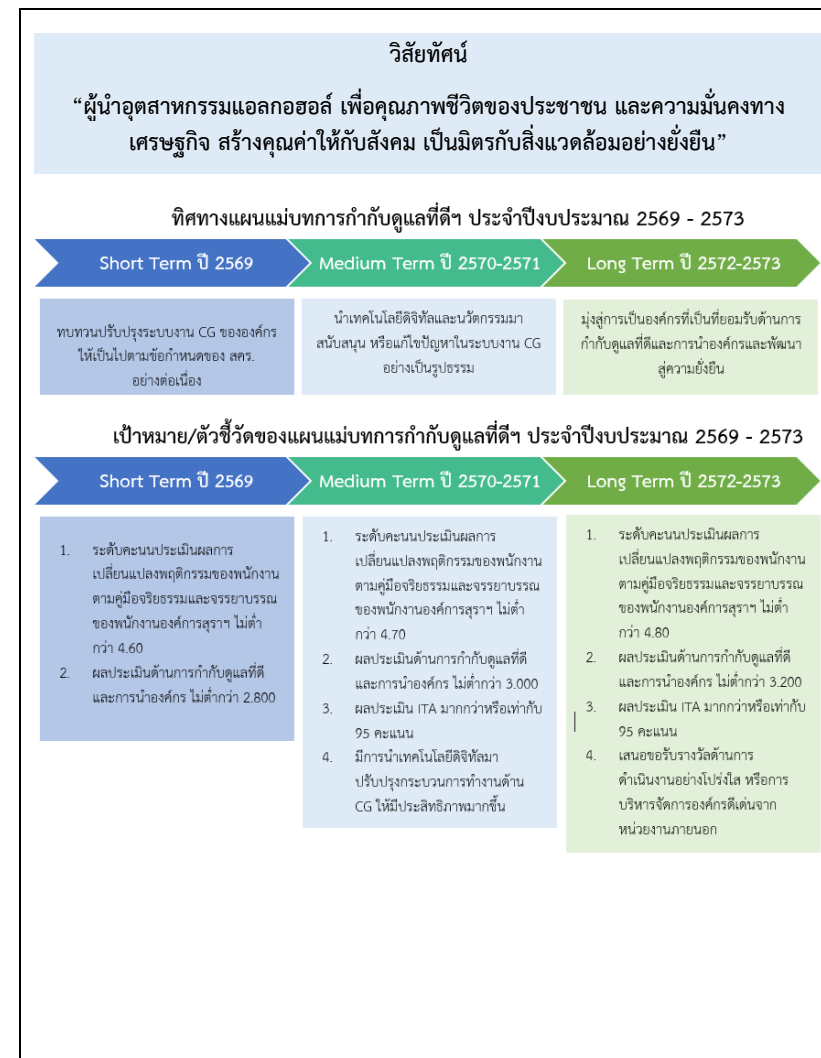 วิสัยทัศน์
“ผู้นำอุตสาหกรรมแอลกอฮอล์ เพื่อคุณภาพชีวิตของประชาชน และความมั่นคงทาง
เศรษฐกิจ สร้างคุณค่าให้กับสังคม เป็นมิตรกับสิ่งแวดล้อมอย่างยั่งยืน”
ทิศทางแผนแม่บทการกำกับดูแลที่ดีฯ ประจำปีงบประมาณ 2569 - 2573
Short Term ปี 2569
Medium Term ปี 2570-2571
Long Term ปี 2572-2573
ทบทวนปรับปรุงระบบงาน CG ขององค์กร
ให้เป็นไปตามข้อกำหนดของ สคร.
อย่างต่อเนื่อง
นำเทคโนโลยีดิจิทัลและนวัตกรรมมา
สนับสนุน หรือแก้ไขปัญหาในระบบงาน CG
อย่างเป็นรูปธรรม
มุ่งสู่การเป็นองค์กรที่เป็นที่ยอมรับด้านการ
กำกับดูแลที่ดีและการนำองค์กรและพัฒนา
สู่ความยั่งยืน
เป้าหมาย/ตัวชี้วัดของแผนแม่บทการกำกับดูแลที่ดีฯ ประจำปีงบประมาณ 2569 - 2573
Short Term ปี 2569
Medium Term ปี 2570-2571
Long Term ปี 2572-2573
1. ระดับคะแนนประเมินผลการ
เปลี่ยนแปลงพฤติกรรมของพนักงาน
ตามคู่มือจริยธรรมและจรรยาบรรณ
ของพนักงานองค์การสุราฯ ไม่ต่ำ
กว่า 4.60
2. ผลประเมินด้านการกำกับดูแลที่ดี
และการนำองค์กร ไม่ต่ำกว่า 2.800
1. ระดับคะแนนประเมินผลการ
เปลี่ยนแปลงพฤติกรรมของพนักงาน
ตามคู่มือจริยธรรมและจรรยาบรรณ
ของพนักงานองค์การสุราฯ ไม่ต่ำ
กว่า 4.70
2. ผลประเมินด้านการกำกับดูแลที่ดี
และการนำองค์กร ไม่ต่ำกว่า 3.000
3. ผลประเมิน ITA มากกว่าหรือเท่ากับ
95 คะแนน
4. มีการนำเทคโนโลยีดิจิทัลมา
ปรับปรุงกระบวนการทำงานด้าน
CG ให้มีประสิทธิภาพมากขึ้น
1. ระดับคะแนนประเมินผลการ
เปลี่ยนแปลงพฤติกรรมของพนักงาน
ตามคู่มือจริยธรรมและจรรยาบรรณ
ของพนักงานองค์การสุราฯ ไม่ต่ำ
กว่า 4.80
2. ผลประเมินด้านการกำกับดูแลที่ดี
และการนำองค์กร ไม่ต่ำกว่า 3.200
3. ผลประเมิน ITA มากกว่าหรือเท่ากับ
95 คะแนน
4. เสนอขอรับรางวัลด้านการ
ดำเนินงานอย่างโปร่งใส หรือการ
บริหารจัดการองค์กรดีเด่นจาก
หน่วยงานภายนอก